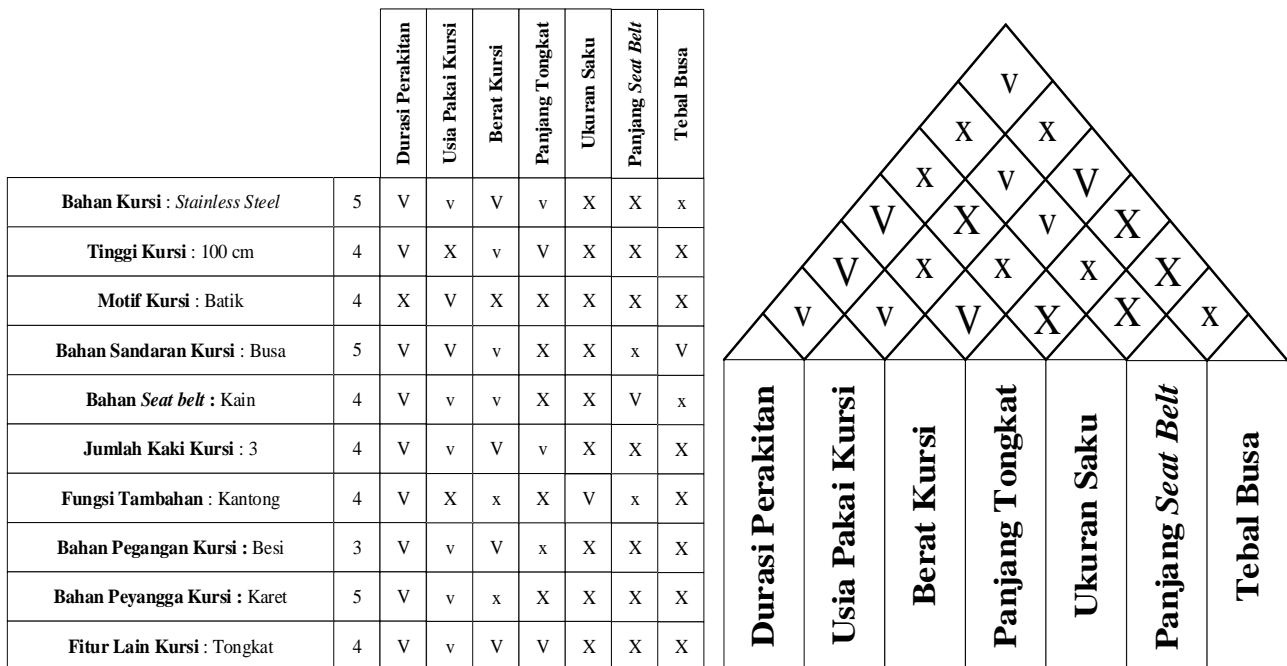 Durasi Perakitan
Usia Pakai Kursi
Berat Kursi
Panjang Tongkat
Ukuran Saku
Panjang Seat Belt
Tebal Busa
Bahan Kursi : Stainless Steel 5 V v V v X X x
Tinggi Kursi : 100 cm 4 V X v V X X X
Motif Kursi : Batik 4 X V X X X X X
Bahan Sandaran Kursi : Busa 5 V V v X X x V
Bahan Seat belt : Kain 4 V v v X X V x
Jumlah Kaki Kursi : 3 4 V v V v X X X
Fungsi Tambahan : Kantong 4 V X x X V x X
Bahan Pegangan Kursi : Besi 3 V v V x X X X
Bahan Peyangga Kursi : Karet 5 V v x X X X X
Fitur Lain Kursi : Tongkat 4 V v V V X X X
v
x x
x v V
V X v X
V x x x X
v v V X X x
Durasi Perakitan
Usia Pakai Kursi
Berat Kursi
Panjang Tongkat
Ukuran Saku
Panjang Seat Belt
Tebal Busa